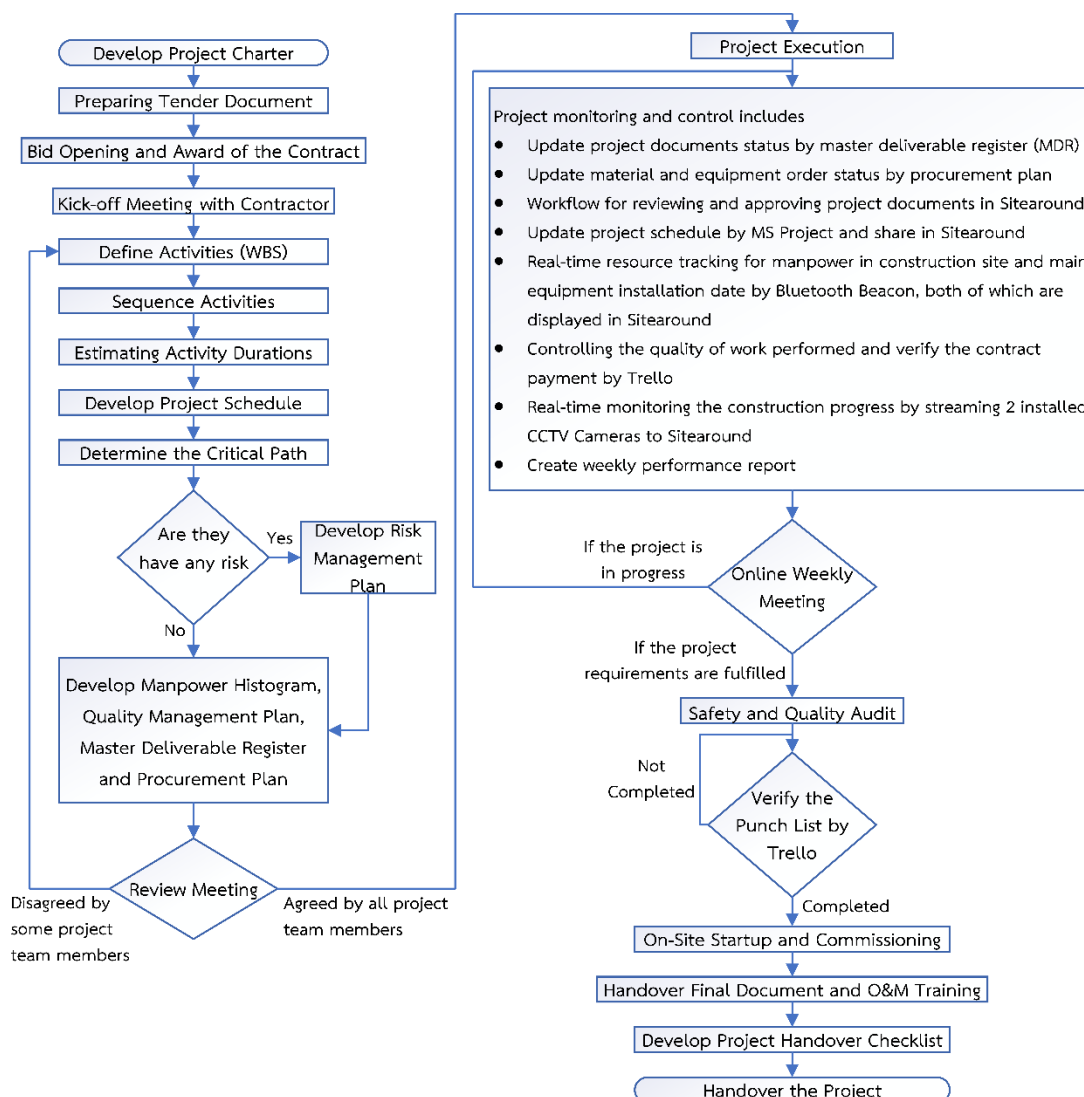 Develop Project Charter
Preparing Tender Document
Bid Opening and Award of the Contract
Kick-off Meeting with Contractor
Define Activities (WBS)
Sequence Activities
Estimating Activity Durations
Develop Project Schedule
Determine the Critical Path
Are they
have any risk
Yes
Develop Risk
Management
Plan
No
Develop Manpower Histogram,
Quality Management Plan,
Master Deliverable Register
and Procurement Plan
Review Meeting
Disagreed by
some project
team members
Agreed by all project
team members
Project Execution
Project monitoring and control includes
● Update project documents status by master deliverable register (MDR)
● Update material and equipment order status by procurement plan
● Workflow for reviewing and approving project documents in Sitearound
● Update project schedule by MS Project and share in Sitearound
● Real-time resource tracking for manpower in construction site and main
equipment installation date by Bluetooth Beacon, both of which are
displayed in Sitearound
● Controlling the quality of work performed and verify the contract
payment by Trello
● Real-time monitoring the construction progress by streaming 2 installed
CCTV Cameras to Sitearound
● Create weekly performance report
If the project is
in progress
Online Weekly
Meeting
If the project
requirements are fulfilled
Safety and Quality Audit
Not
Completed
Verify the
Punch List by
Trello
Completed
On-Site Startup and Commissioning
Handover Final Document and O&M Training
Develop Project Handover Checklist
Handover the Project